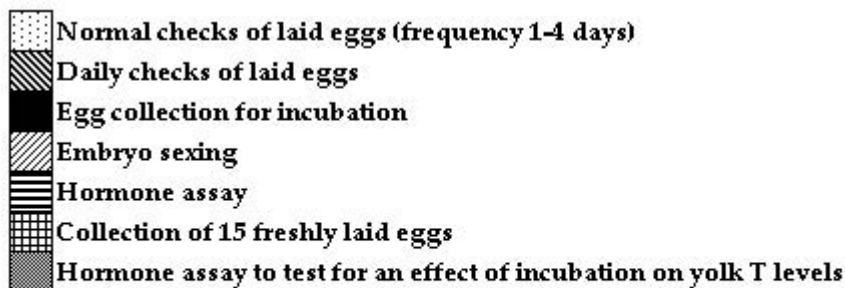 Normal checks of laid eggs (frequency 1-4 days)
Daily checks of laid eggs
Egg collection for incubation
Embryo sexing
Hormone assay
Collection of 15 freshly laid eggs
Hormone assay to test for an effect of incubation on yolk T levels